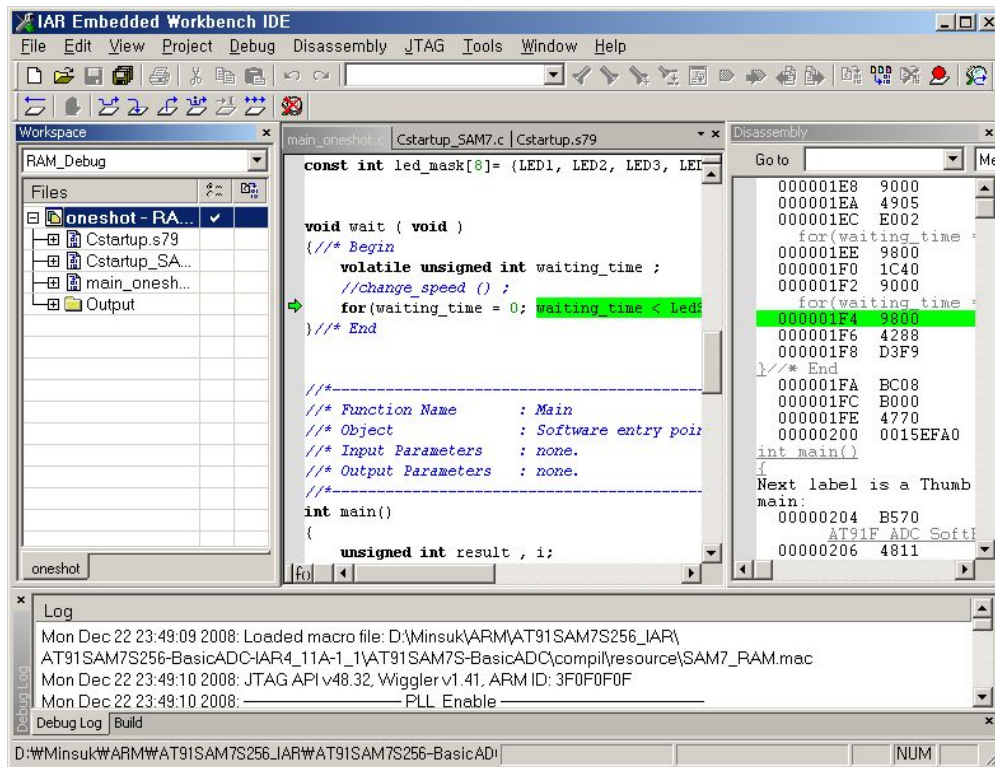 IAR Embedded Workbench IDE
File Edit View Project Debug Disassembly JTAG Tools Window Help
Workspace
RAM_Debug
Files
oneshot - RA...
Cstartup.s79
Cstartup_SA...
main_onesh...
Output
oneshot
main_oneshot.c Cstartup_SAM7.c Cstartup.s79
const int led_mask[8]= {LED1, LED2, LED3, LED
void wait ( void )
{//* Begin
volatile unsigned int waiting_time ;
//change_speed () ;
for(waiting_time = 0; waiting_time < LedS
}//* End
//*----------------------------------------------
//* Function Name : Main
//* Object : Software entry poin
//* Input Parameters : none.
//* Output Parameters : none.
//*----------------------------------------------
int main()
{
unsigned int result , i;
f()
Disassembly
Go to Me
000001E8 9000
000001EA 4905
000001EC E002
for(waiting_time =
000001EE 9800
000001F0 1C40
000001F2 9000
for(waiting_time =
000001F4 9800
000001F6 4288
000001F8 D3F9
}//* End
000001FA BC08
000001FC B000
000001FE 4770
00000200 0015EFA0
int main()
{
Next label is a Thumb
main:
00000204 B570
AT91F_ADC_Soft
00000206 4811
Log
Mon Dec 22 23:49:09 2008: Loaded macro file: D:\Minsuk\ARM\AT91SAM7S256_IAR\
AT91SAM7S256-BasicADC-IAR4_11A-1_1\AT91SAM7S-BasicADC\compil\resource\SAM7_RAM.mac
Mon Dec 22 23:49:10 2008: JTAG API v48.32, Wiggler v1.41, ARM ID: 3F0F0F0F
Mon Dec 22 23:49:10 2008: ---------------- PLL Enable ----------------
Debug Log
Debug Log Build
D:₩Minsuk₩ARM₩AT91SAM7S256_IAR₩AT91SAM7S256-BasicAD NUM